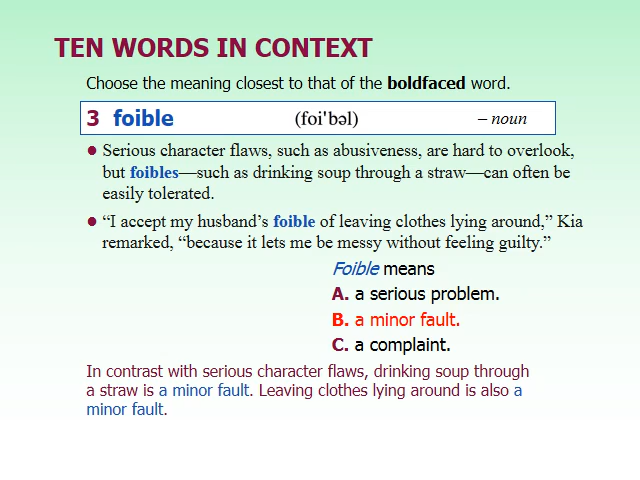 TEN WORDS IN CONTEXT
Choose the meaning closest to that of the boldfaced word.
3 foible (foi'bəl) – noun
● Serious character flaws, such as abusiveness, are hard to overlook,
but foibles—such as drinking soup through a straw—can often be
easily tolerated.
● “I accept my husband’s foible of leaving clothes lying around,” Kia
remarked, “because it lets me be messy without feeling guilty.”
Foible means
A. a serious problem.
B. a minor fault.
C. a complaint.
In contrast with serious character flaws, drinking soup through
a straw is a minor fault. Leaving clothes lying around is also a
minor fault.